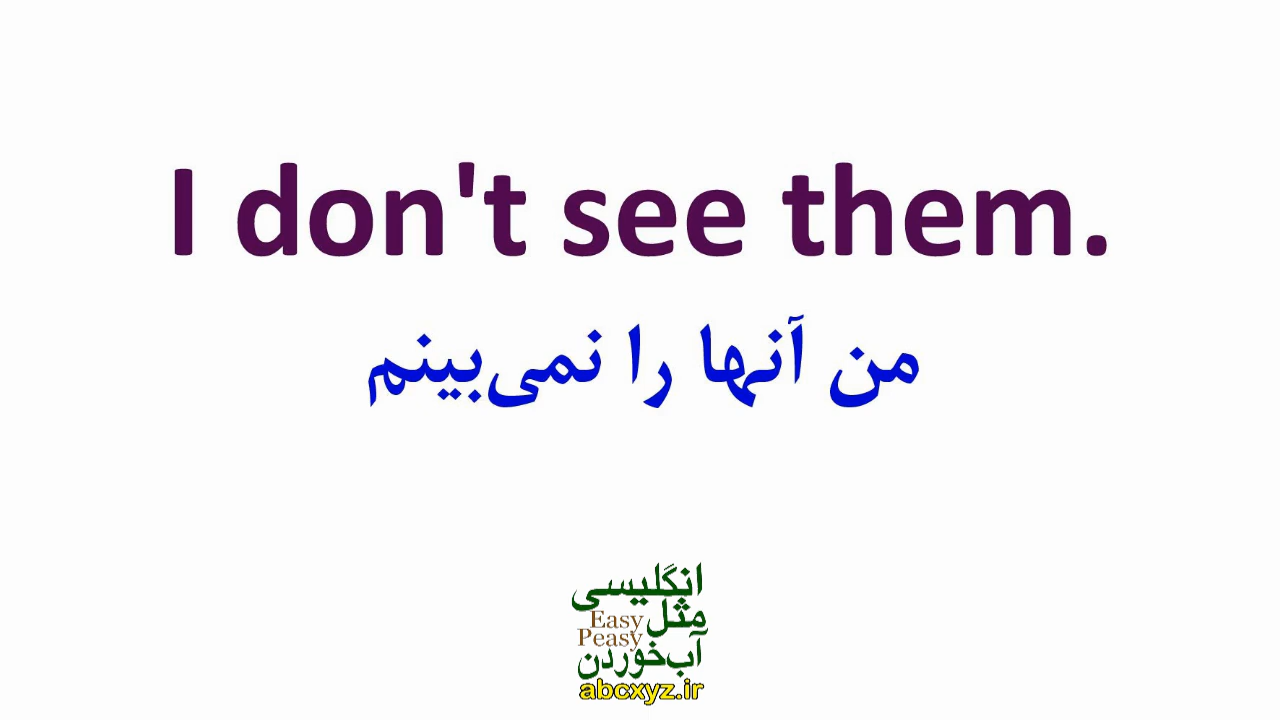 I don't see them.
من آنها را نمی‌بینم
انگلیسی
مثل Easy
Peasy
آب‌خوردن
abcxyz.ir